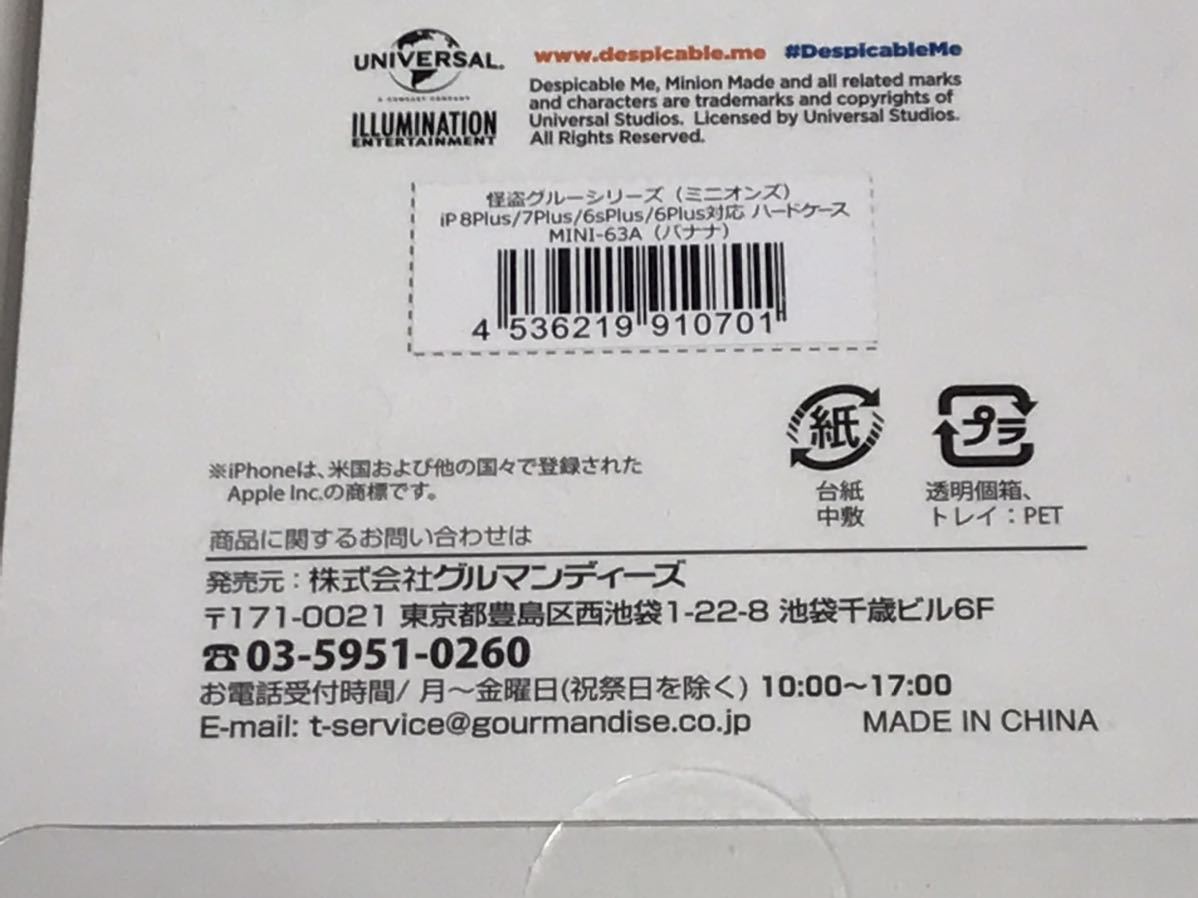 UNIVERSAL
A COMCAST COMPANY
ILLUMINATION
ENTERTAINMENT
www.despicable.me #DespicableMe
Despicable Me, Minion Made and all related marks
and characters are trademarks and copyrights of
Universal Studios. Licensed by Universal Studios.
All Rights Reserved.
怪盗グルーシリーズ（ミニオンズ）
iP 8Plus/7Plus/6sPlus/6Plus対応 ハードケース
MINI-63A（バナナ）
4 536219 910701
紙
台紙
中敷
プラ
透明個箱、
トレイ：PET
※iPhoneは、米国および他の国々で登録された
Apple Inc.の商標です。
商品に関するお問い合わせは
発売元：株式会社グルマンディーズ
〒171-0021 東京都豊島区西池袋1-22-8 池袋千歳ビル6F
☎03-5951-0260
お電話受付時間/ 月～金曜日(祝祭日を除く) 10:00～17:00
E-mail: t-service@gourmandise.co.jp
MADE IN CHINA